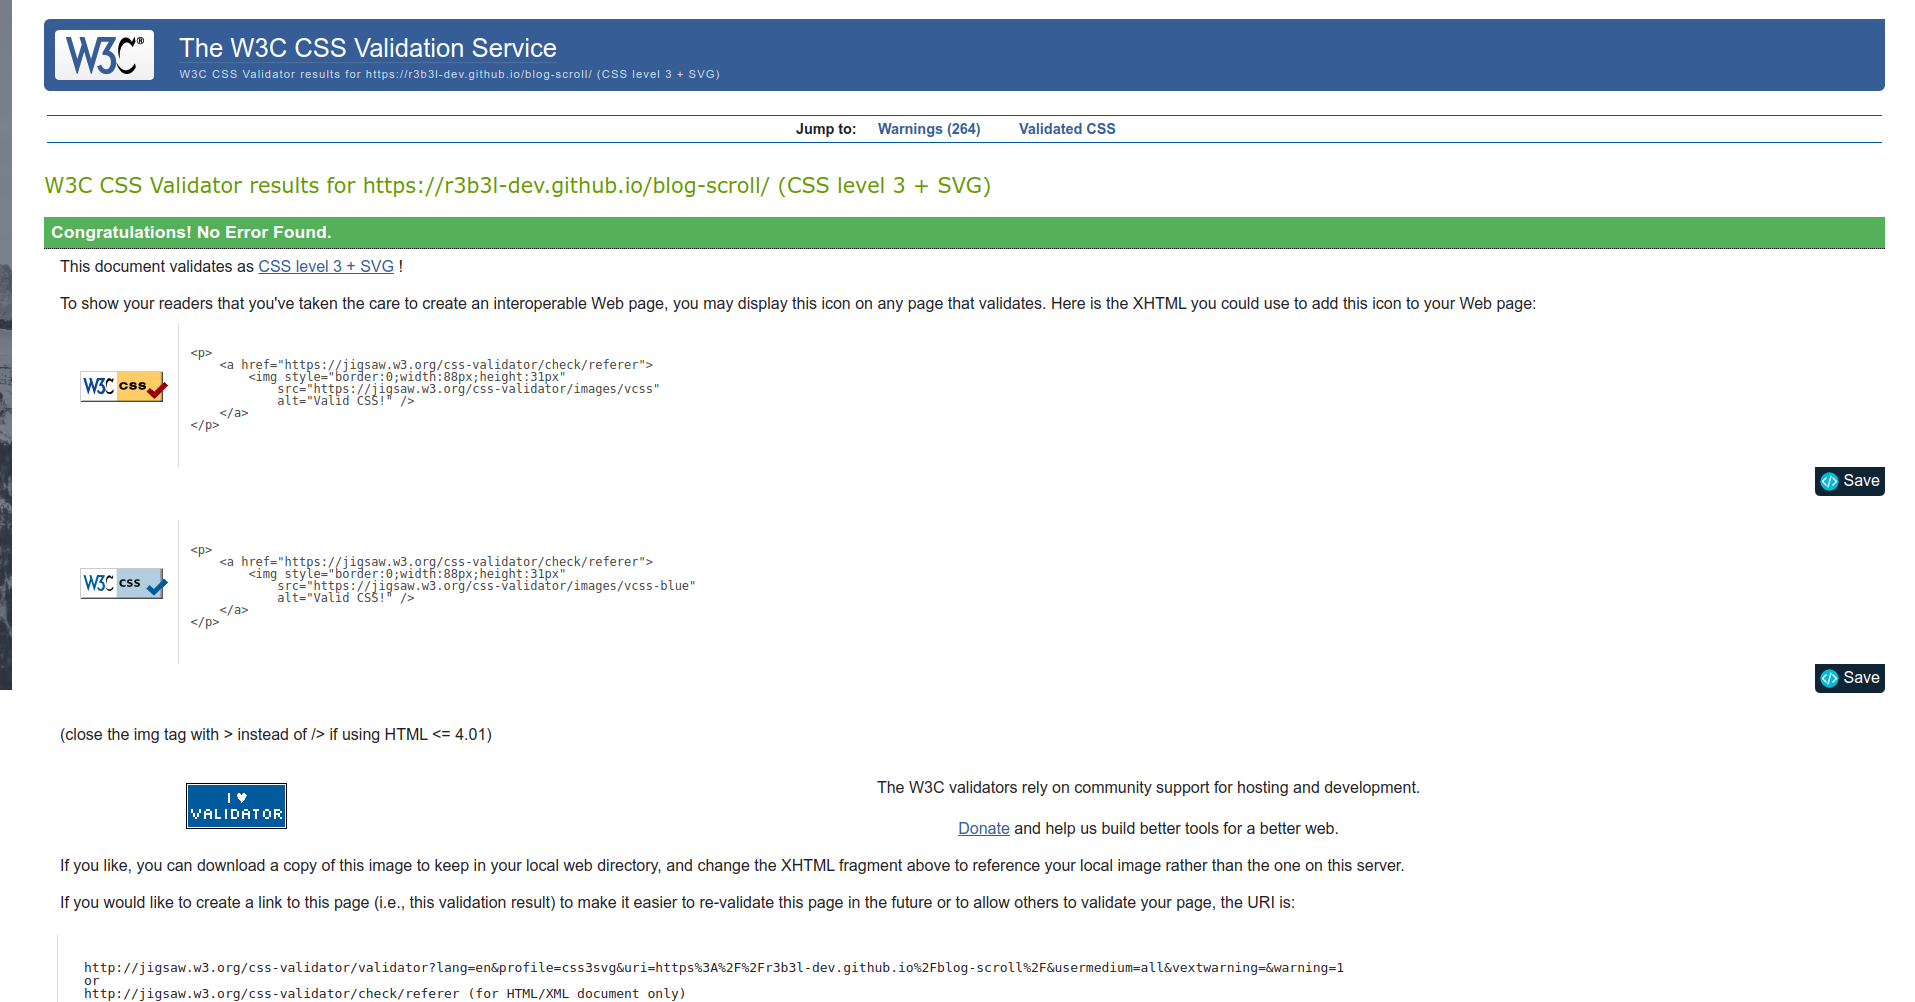 W3C®
The W3C CSS Validation Service
W3C CSS Validator results for https://r3b3l-dev.github.io/blog-scroll/ (CSS level 3 + SVG)
Jump to: Warnings (264) Validated CSS
W3C CSS Validator results for https://r3b3l-dev.github.io/blog-scroll/ (CSS level 3 + SVG)
Congratulations! No Error Found.
This document validates as CSS level 3 + SVG !
To show your readers that you've taken the care to create an interoperable Web page, you may display this icon on any page that validates. Here is the XHTML you could use to add this icon to your Web page:
W3C css
<p>
    <a href="https://jigsaw.w3.org/css-validator/check/referer">
        <img style="border:0;width:88px;height:31px"
            src="https://jigsaw.w3.org/css-validator/images/vcss"
            alt="Valid CSS!" />
    </a>
</p>
</> Save
W3C css
<p>
    <a href="https://jigsaw.w3.org/css-validator/check/referer">
        <img style="border:0;width:88px;height:31px"
            src="https://jigsaw.w3.org/css-validator/images/vcss-blue"
            alt="Valid CSS!" />
    </a>
</p>
</> Save
(close the img tag with > instead of /> if using HTML <= 4.01)
I ♥
VALIDATOR
The W3C validators rely on community support for hosting and development.
Donate and help us build better tools for a better web.
If you like, you can download a copy of this image to keep in your local web directory, and change the XHTML fragment above to reference your local image rather than the one on this server.
If you would like to create a link to this page (i.e., this validation result) to make it easier to re-validate this page in the future or to allow others to validate your page, the URI is:
http://jigsaw.w3.org/css-validator/validator?lang=en&profile=css3svg&uri=https%3A%2F%2Fr3b3l-dev.github.io%2Fblog-scroll%2F&usermedium=all&vextwarning=&warning=1
or
http://jigsaw.w3.org/css-validator/check/referer (for HTML/XML document only)